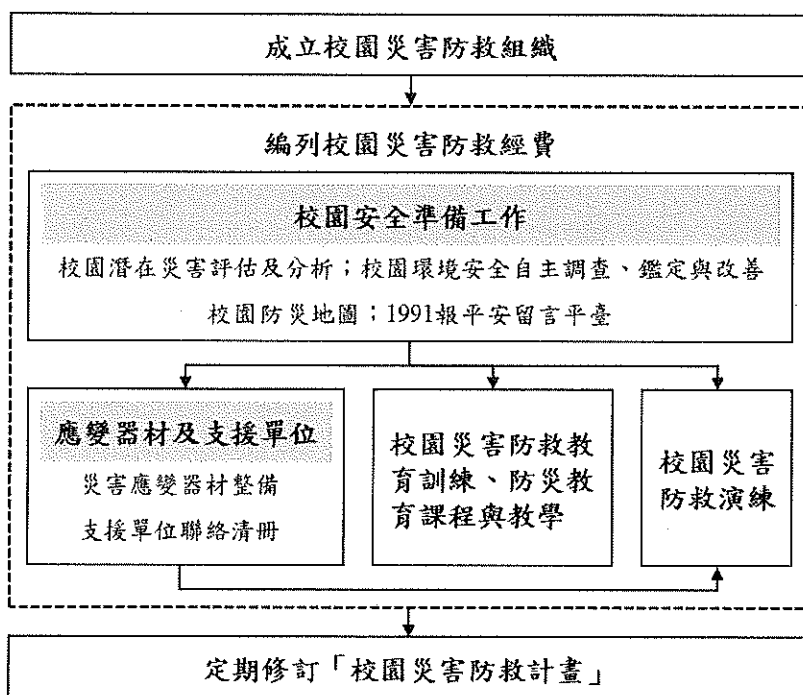 成立校園災害防救組織
編列校園災害防救經費
校園安全準備工作
校園潛在災害評估及分析；校園環境安全自主調查、鑑定與改善
校園防災地圖；1991報平安留言平臺
應變器材及支援單位
災害應變器材整備
支援單位聯絡清冊
校園災害防救教
育訓練、防災教
育課程與教學
校園災害
防救演練
定期修訂「校園災害防救計畫」